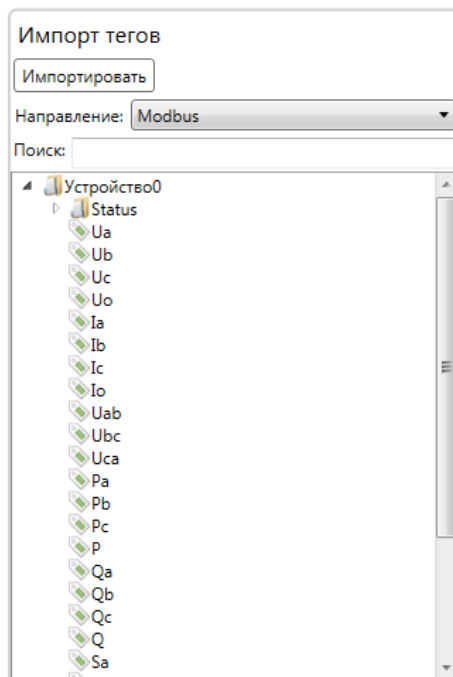 Импорт тегов
Импортировать
Направление: Modbus
Поиск:
Устройство0
Status
Ua
Ub
Uc
Uo
Ia
Ib
Ic
Io
Uab
Ubc
Uca
Pa
Pb
Pc
P
Qa
Qb
Qc
Q
Sa